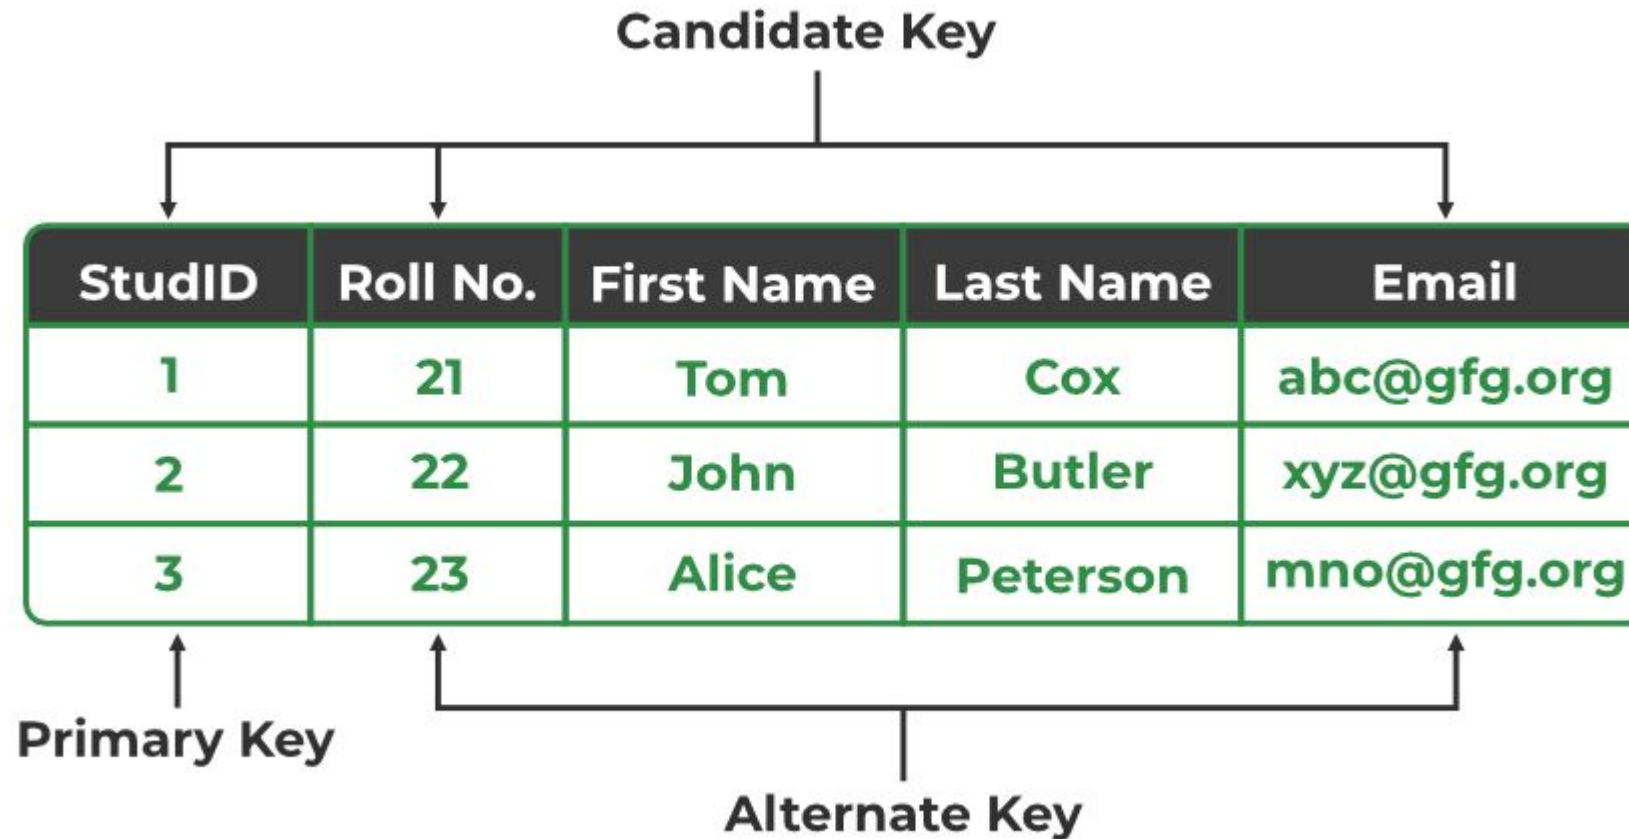 Candidate Key
StudID Roll No. First Name Last Name Email
1 21 Tom Cox abc@gfg.org
2 22 John Butler xyz@gfg.org
3 23 Alice Peterson mno@gfg.org
Primary Key
Alternate Key